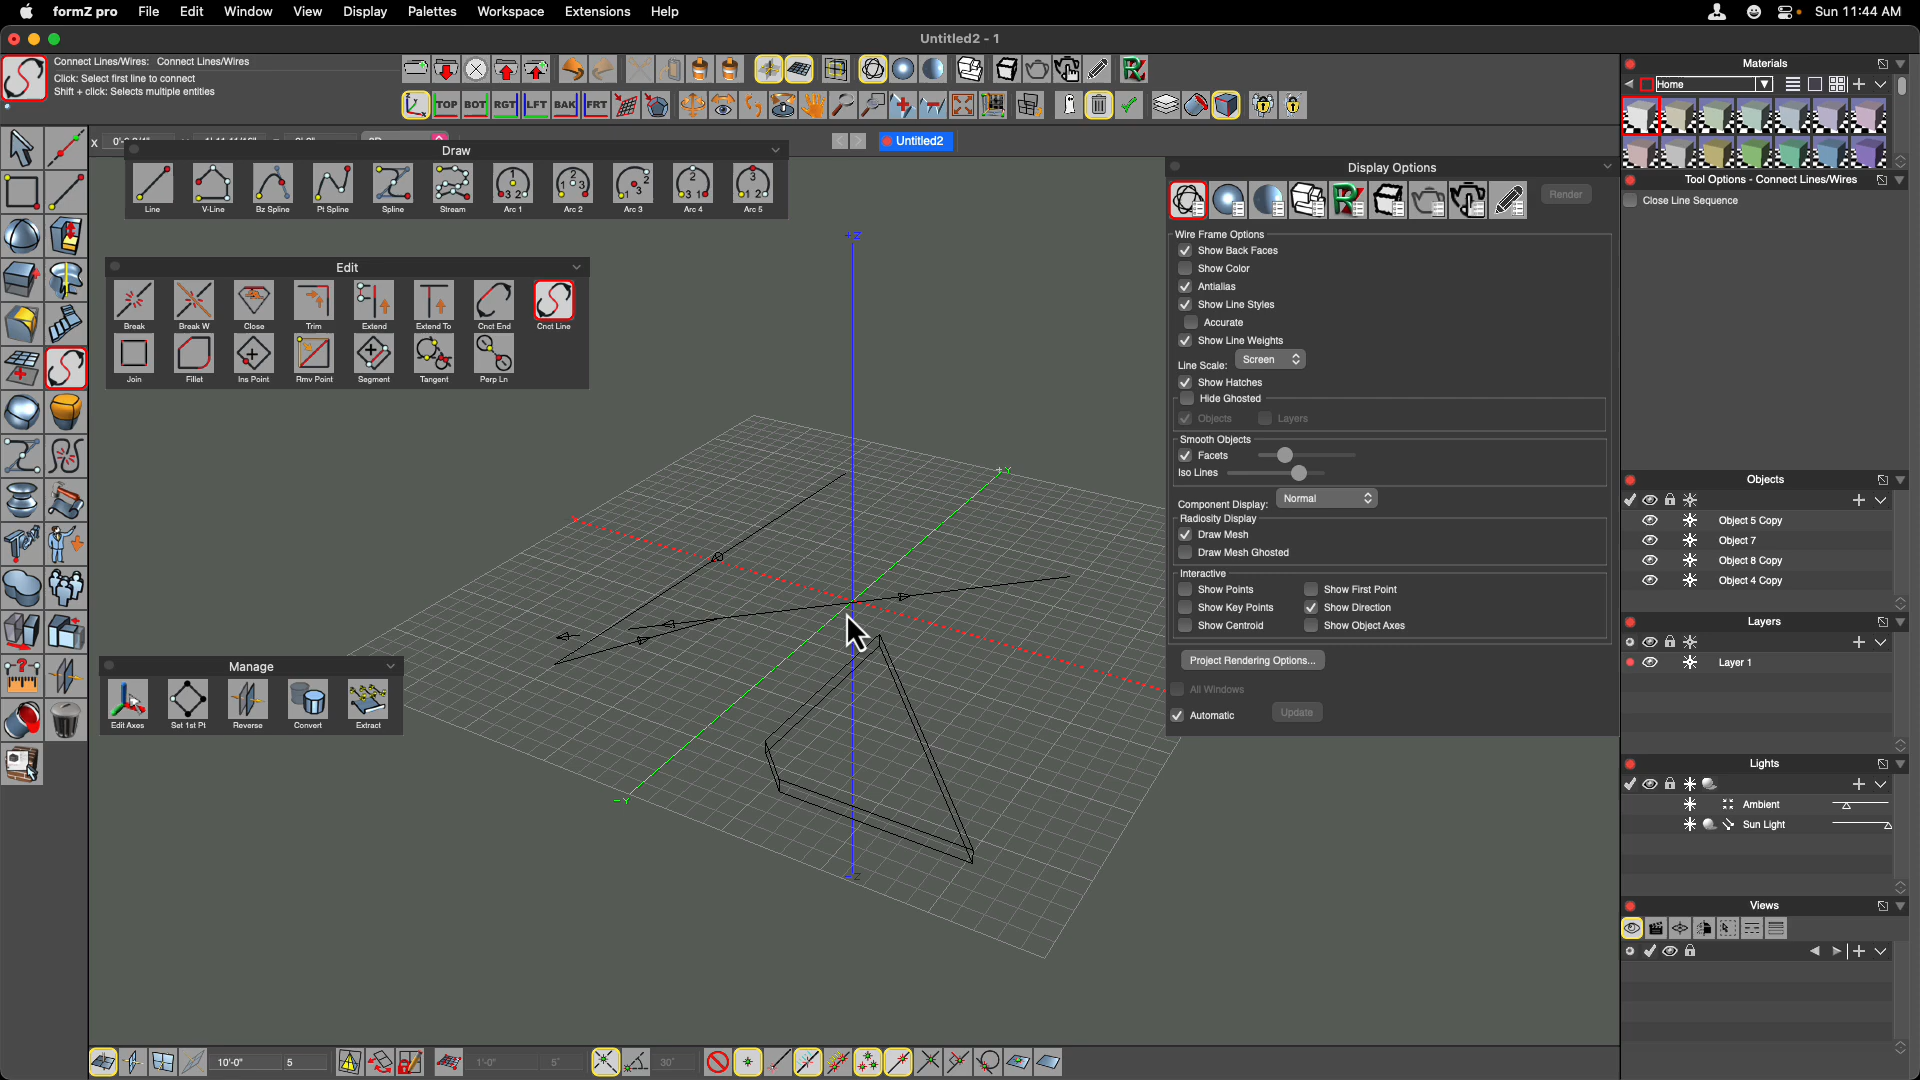 formZ pro File Edit Window View Display Palettes Workspace Extensions Help
Sun 11:44 AM
Untitled2 - 1
Connect Lines/Wires: Connect Lines/Wires
Click: Select first line to connect
Shift + click: Selects multiple entities
TOP BOT RGT LFT BAK FRT
X
Untitled2
Draw
Line V-Line Bz Spline Pt Spline Spline Stream Arc 1 Arc 2 Arc 3 Arc 4 Arc 5
Edit
Break Break W Close Trim Extend Extend To Cnct End Cnct Line
Join Fillet Ins Point Rmv Point Segment Tangent Perp Ln
Manage
Edit Axes Set 1st Pt Reverse Convert Extract
+Z
+Y
-Y
-Z
Display Options
Render
Wire Frame Options
Show Back Faces
Show Color
Antialias
Show Line Styles
Accurate
Show Line Weights
Line Scale: Screen
Show Hatches
Hide Ghosted
Objects Layers
Smooth Objects
Facets
Iso Lines
Component Display: Normal
Radiosity Display
Draw Mesh
Draw Mesh Ghosted
Interactive
Show Points Show First Point
Show Key Points Show Direction
Show Centroid Show Object Axes
Project Rendering Options...
All Windows
Automatic Update
Materials
Home
Tool Options - Connect Lines/Wires
Close Line Sequence
Objects
Object 5 Copy
Object 7
Object 8 Copy
Object 4 Copy
Layers
Layer 1
Lights
Ambient
Sun Light
Views
10'-0" 5 1'-0" 5" 30°